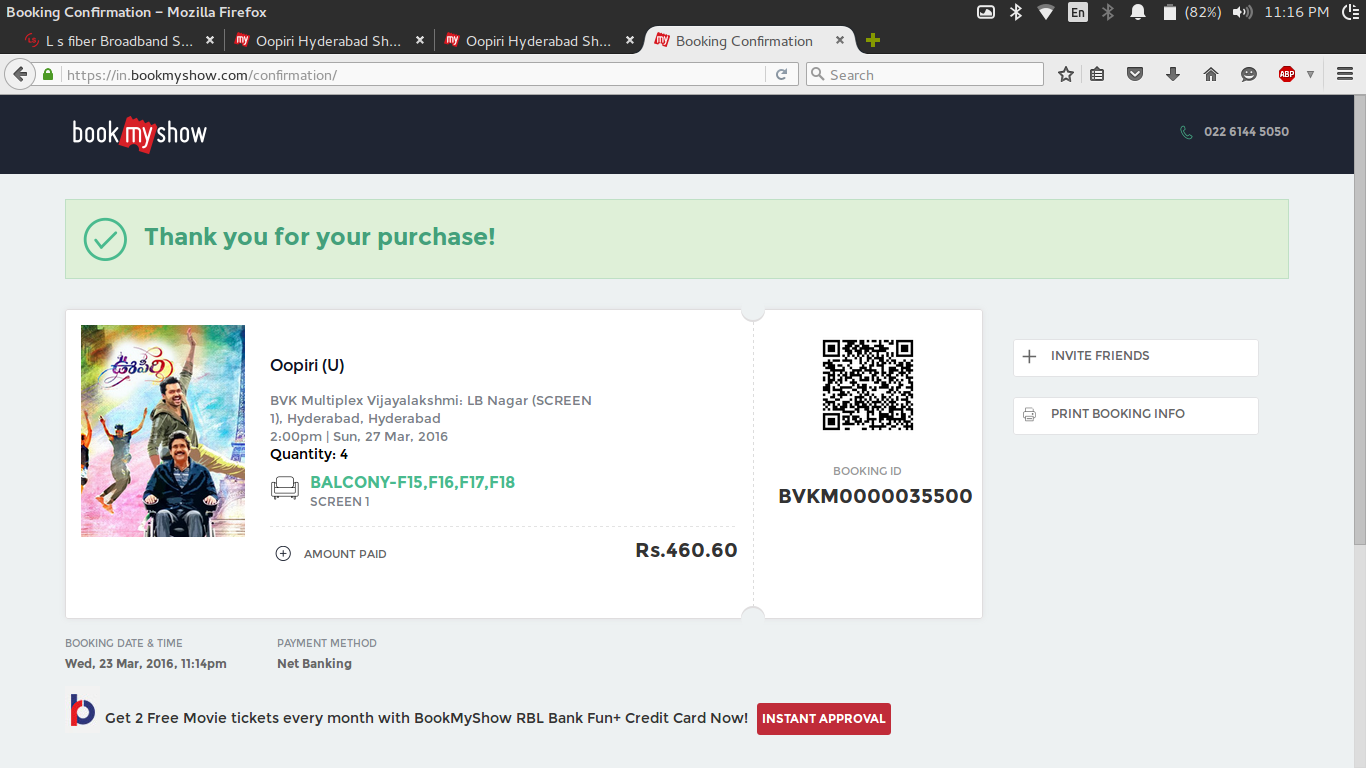 Booking Confirmation – Mozilla Firefox
En
(82%)
11:16 PM
L s fiber Broadband S...
my Oopiri Hyderabad Sh...
my Oopiri Hyderabad Sh...
my Booking Confirmation
https://in.bookmyshow.com/confirmation/
Search
ABP
book my show
022 6144 5050
Thank you for your purchase!
ఊపిరి
Oopiri (U)
BVK Multiplex Vijayalakshmi: LB Nagar (SCREEN
1), Hyderabad, Hyderabad
2:00pm | Sun, 27 Mar, 2016
Quantity: 4
BALCONY-F15,F16,F17,F18
SCREEN 1
AMOUNT PAID
Rs.460.60
BOOKING ID
BVKM0000035500
INVITE FRIENDS
PRINT BOOKING INFO
BOOKING DATE & TIME
Wed, 23 Mar, 2016, 11:14pm
PAYMENT METHOD
Net Banking
b Get 2 Free Movie tickets every month with BookMyShow RBL Bank Fun+ Credit Card Now!
INSTANT APPROVAL